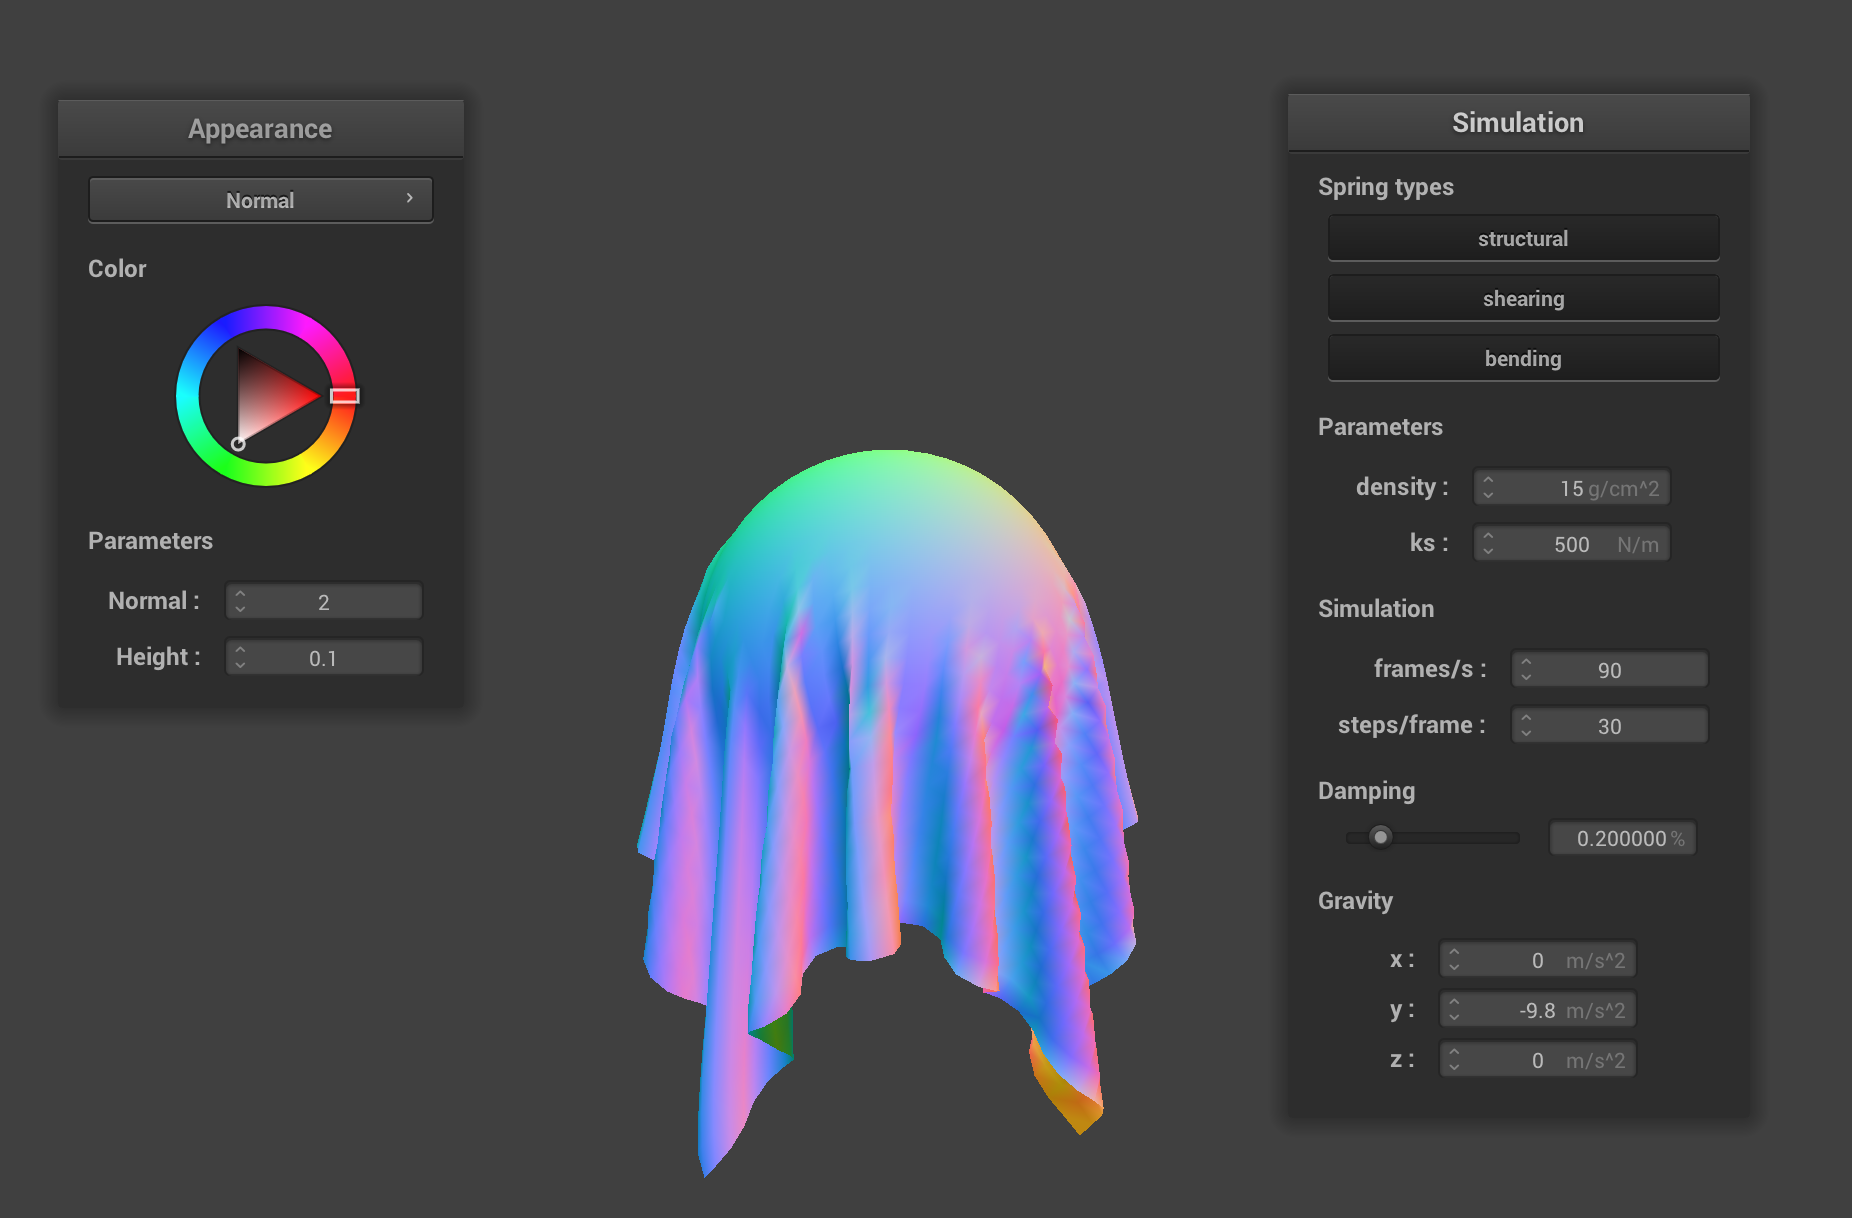 Appearance
Normal
Color
Parameters
Normal : 2
Height : 0.1
Simulation
Spring types
structural
shearing
bending
Parameters
density : 15 g/cm^2
ks : 500 N/m
Simulation
frames/s : 90
steps/frame : 30
Damping
0.200000 %
Gravity
x : 0 m/s^2
y : -9.8 m/s^2
z : 0 m/s^2